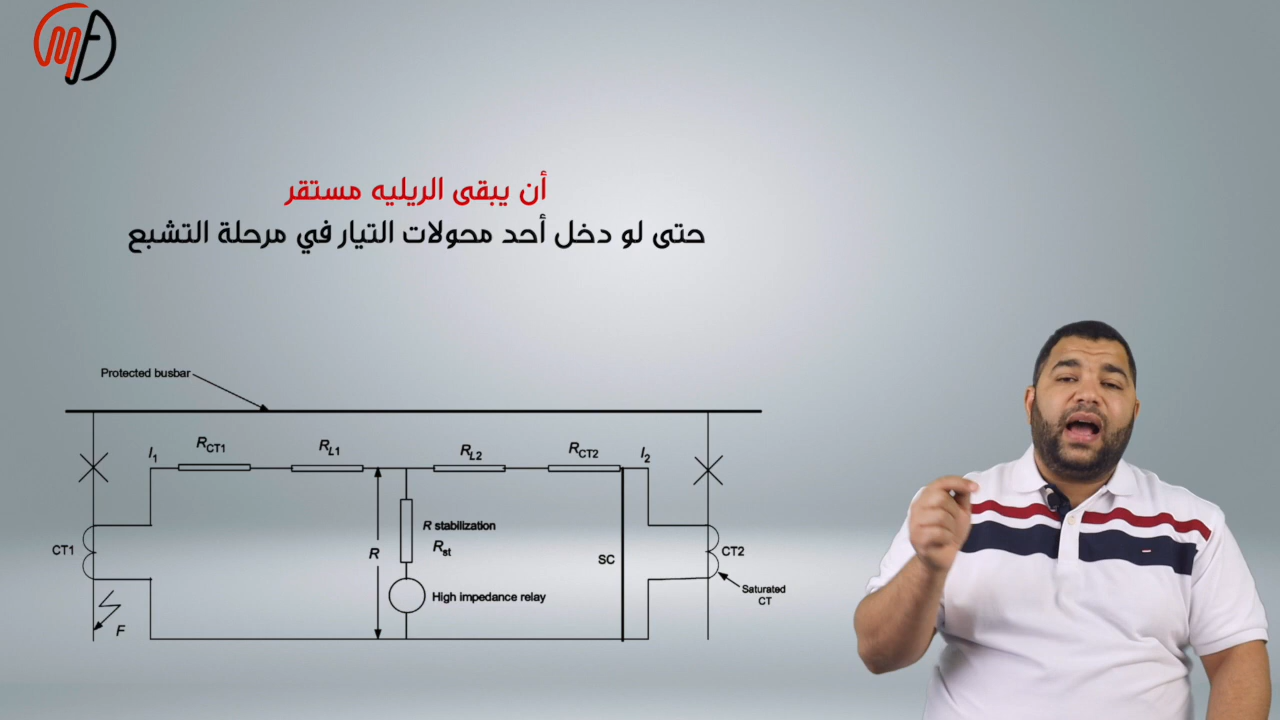 MF
أن يبقى الريليه مستقر
حتى لو دخل أحد محولات التيار في مرحلة التشبع
Protected busbar
I1
RCT1
RL1
RL2
RCT2
I2
R stabilization
Rst
R
SC
CT1
CT2
High impedance relay
Saturated
CT
F